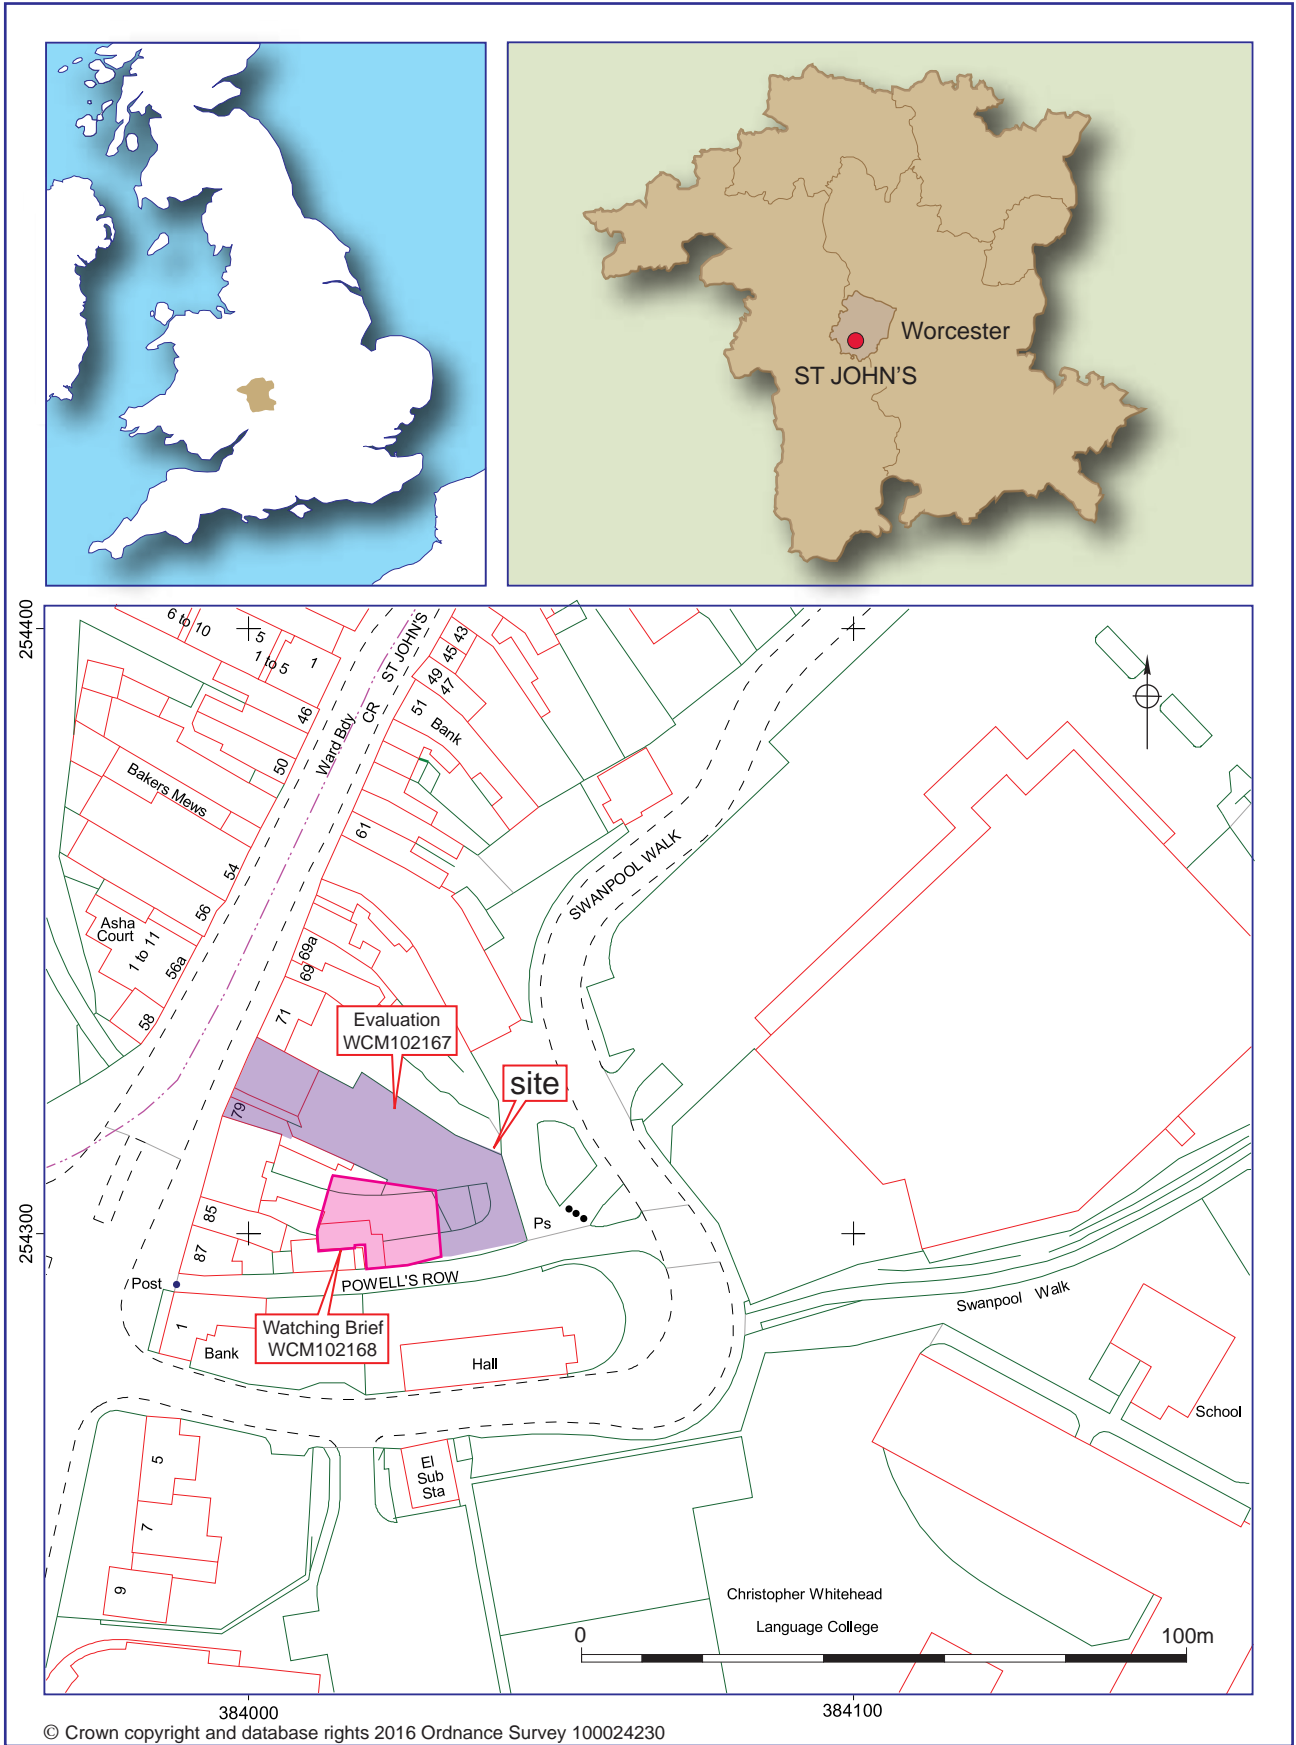 Worcester
ST JOHN'S
254400
254300
6 to 10
5
1 to 5
1
46
50
Bakers Mews
54
56
Asha
Court
1 to 11
56a
58
Ward Bdy
CR
ST JOHN'S
43
45
49
47
51
Bank
61
69a
69
71
SWANPOOL WALK
Evaluation
WCM102167
site
79
85
87
Post
Ps
POWELL'S ROW
Watching Brief
WCM102168
1
Bank
Hall
Swanpool Walk
School
5
7
9
El
Sub
Sta
Christopher Whitehead
Language College
0
100m
384000
384100
© Crown copyright and database rights 2016 Ordnance Survey 100024230